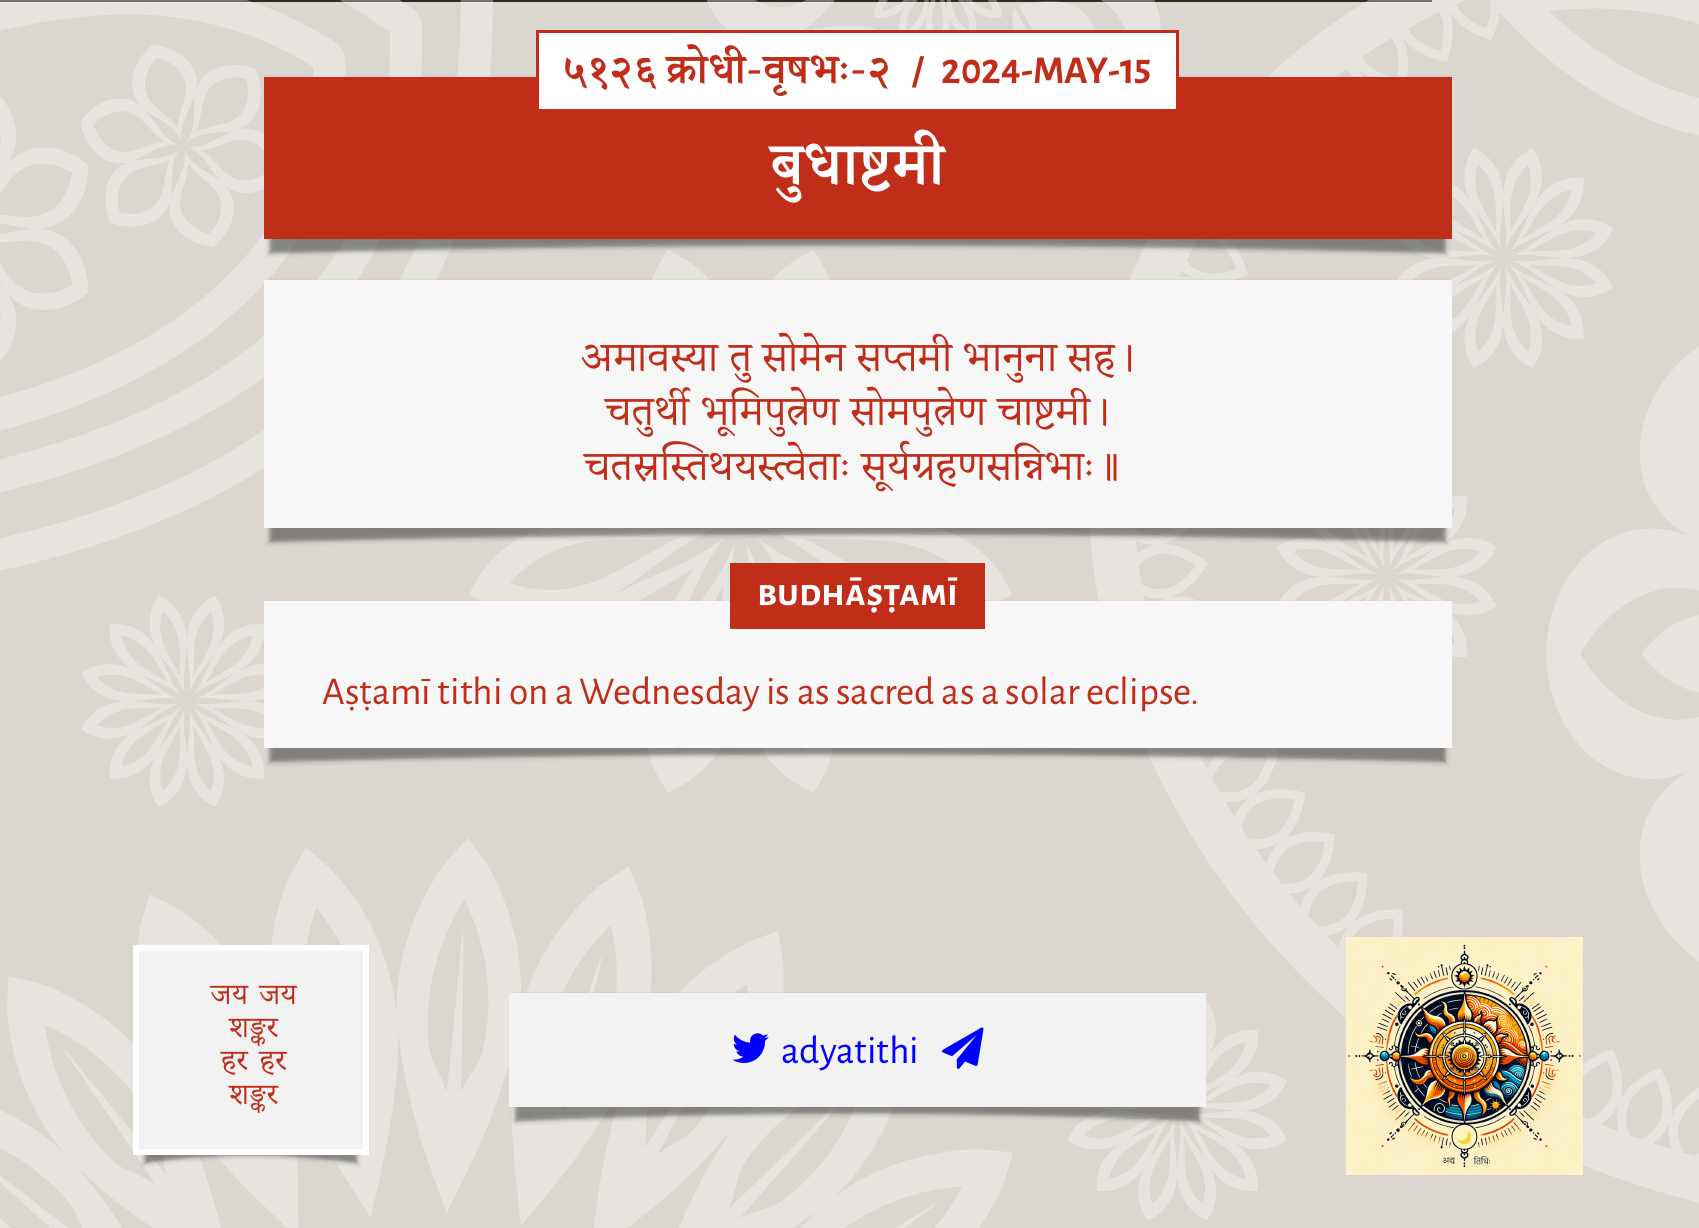 ५१२६ क्रोधी-वृषभः-२ / 2024-MAY-15
बुधाष्टमी
अमावस्या तु सोमेन सप्तमी भानुना सह।
चतुर्थी भूमिपुत्रेण सोमपुत्रेण चाष्टमी।
चतस्रस्तिथयस्त्वेताः सूर्यग्रहणसन्निभाः॥
BUDHĀṢṬAMĪ
Aṣṭamī tithi on a Wednesday is as sacred as a solar eclipse.
जय जय
शङ्कर
हर हर
शङ्कर
adyatithi
अद्य तिथिः